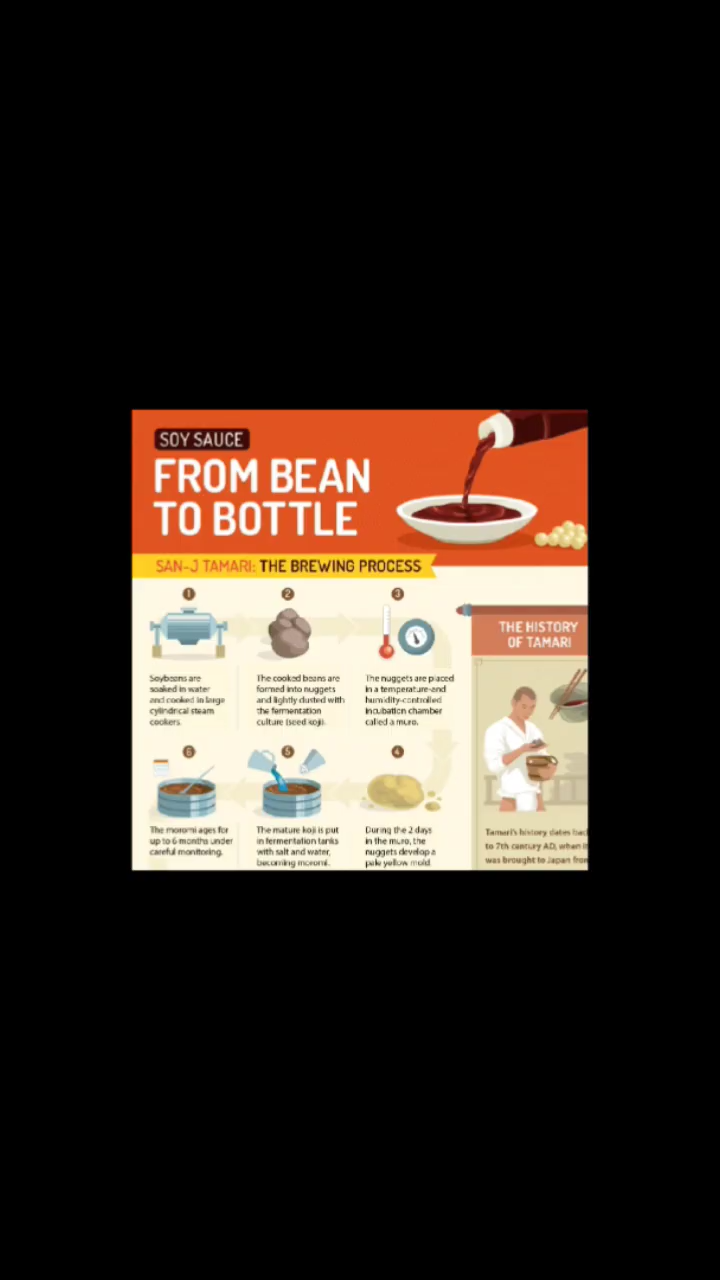 SOY SAUCE
FROM BEAN
TO BOTTLE
SAN-J TAMARI: THE BREWING PROCESS
1
Soybeans are
soaked in water
and cooked in large
cylindrical steam
cookers.
2
The cooked beans are
formed into nuggets
and lightly dusted with
the fermentation
culture (seed koji).
3
The nuggets are placed
in a temperature-and
humidity-controlled
incubation chamber
called a muro.
4
During the 2 days
in the muro, the
nuggets develop a
pale yellow mold.
5
The mature koji is put
in fermentation tanks
with salt and water,
becoming moromi.
6
The moromi ages for
up to 6 months under
careful monitoring.
THE HISTORY
OF TAMARI
Tamari's history dates back
to 7th century AD, when it
was brought to Japan from